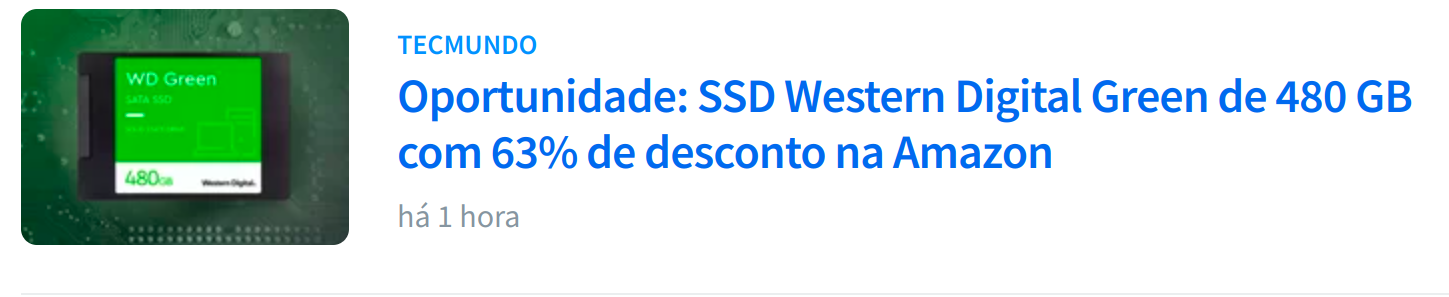 WD Green
SATA SSD
480GB
Western Digital.
TECMUNDO
Oportunidade: SSD Western Digital Green de 480 GB
com 63% de desconto na Amazon
há 1 hora